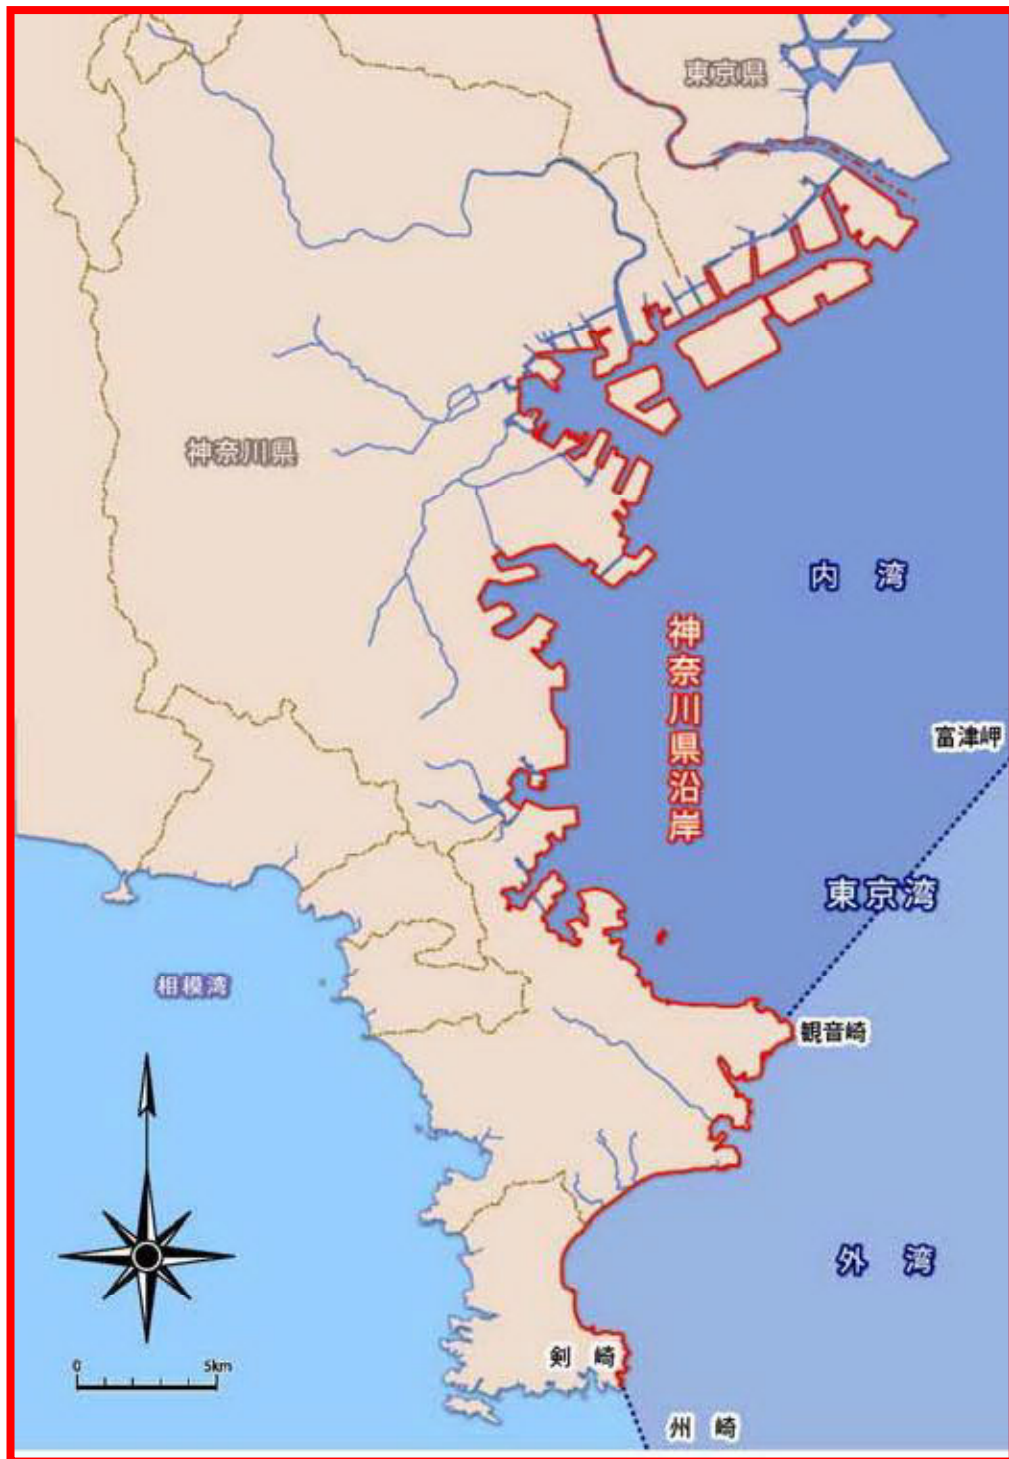 東京県
神奈川県
内 湾
神奈川県沿岸
富津岬
東京湾
相模湾
観音崎
外 湾
0 5km
剣 崎
州 崎